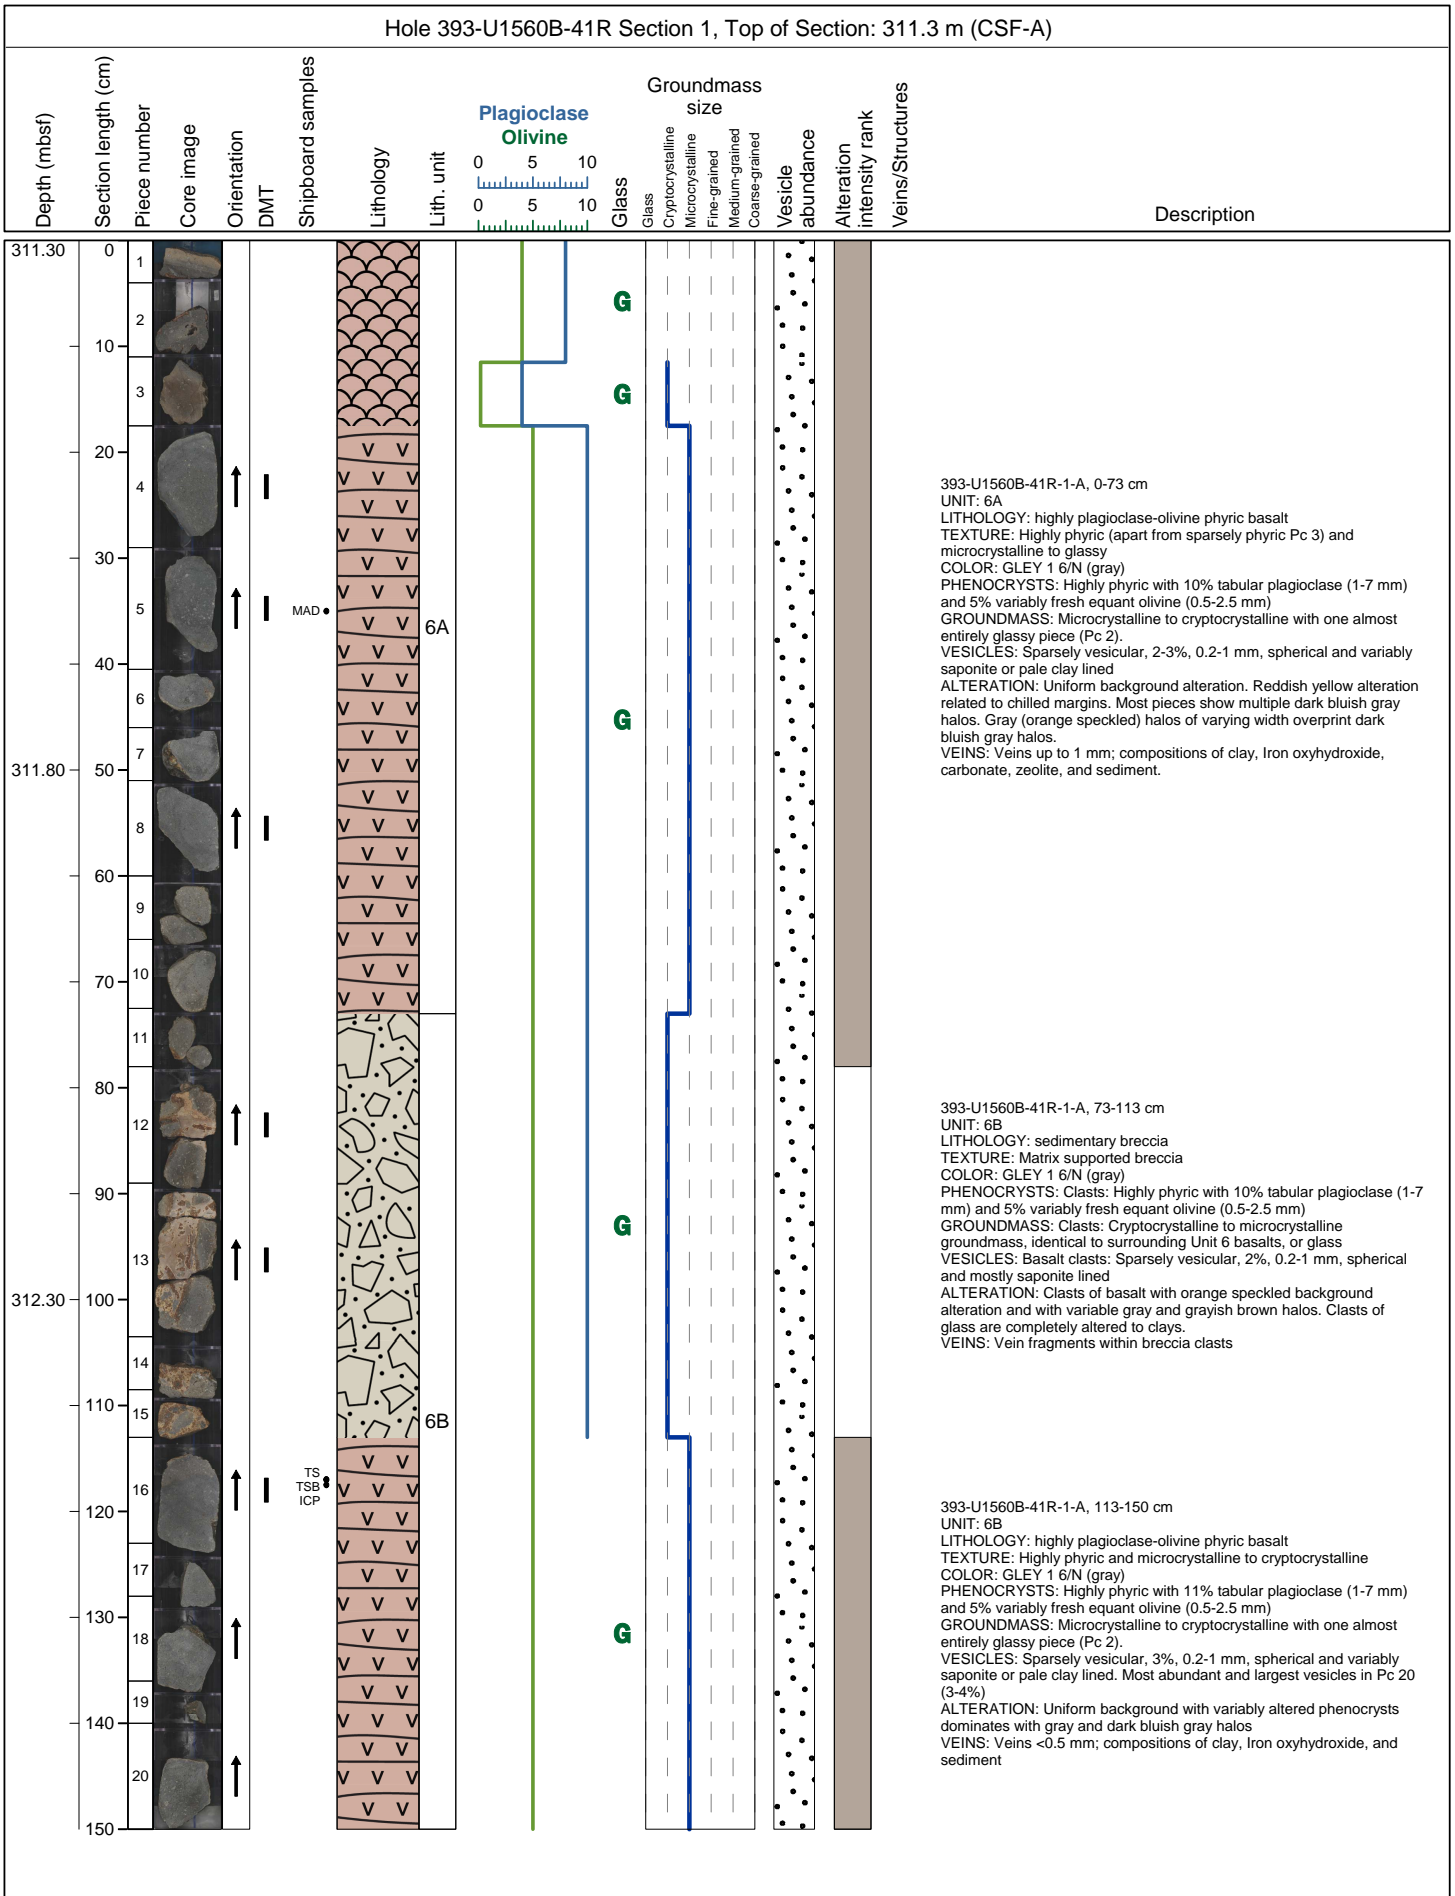 Hole 393-U1560B-41R Section 1, Top of Section: 311.3 m (CSF-A)
Depth (mbsf)
Section length (cm)
Piece number
Core image
Orientation
DMT
Shipboard samples
Lithology
Lith. unit
Plagioclase
Olivine
0 5 10
0 5 10
Glass
Groundmass
size
Glass
Cryptocrystalline
Microcrystalline
Fine-grained
Medium-grained
Coarse-grained
Vesicle
abundance
Alteration
intensity rank
Veins/Structures
Description
311.30
311.80
312.30
0
10
20
30
40
50
60
70
80
90
100
110
120
130
140
150
1
2
3
4
5
6
7
8
9
10
11
12
13
14
15
16
17
18
19
20
MAD
TS
TSB
ICP
V V
V V V
V V
V V V
V V
V V V
V V
V V V
V V
V V V
V V
V V V
V V
V V V
V V
V V V
V V
V V V
V V
V V V
V V
V V
V V V
V V
V V V
V V
V V V
V V
V V V
V V
V V V
V V
V V V
V V
6A
6B
G
G
G
G
G
393-U1560B-41R-1-A, 0-73 cm
UNIT: 6A
LITHOLOGY: highly plagioclase-olivine phyric basalt
TEXTURE: Highly phyric (apart from sparsely phyric Pc 3) and
microcrystalline to glassy
COLOR: GLEY 1 6/N (gray)
PHENOCRYSTS: Highly phyric with 10% tabular plagioclase (1-7 mm)
and 5% variably fresh equant olivine (0.5-2.5 mm)
GROUNDMASS: Microcrystalline to cryptocrystalline with one almost
entirely glassy piece (Pc 2).
VESICLES: Sparsely vesicular, 2-3%, 0.2-1 mm, spherical and variably
saponite or pale clay lined
ALTERATION: Uniform background alteration. Reddish yellow alteration
related to chilled margins. Most pieces show multiple dark bluish gray
halos. Gray (orange speckled) halos of varying width overprint dark
bluish gray halos.
VEINS: Veins up to 1 mm; compositions of clay, Iron oxyhydroxide,
carbonate, zeolite, and sediment.
393-U1560B-41R-1-A, 73-113 cm
UNIT: 6B
LITHOLOGY: sedimentary breccia
TEXTURE: Matrix supported breccia
COLOR: GLEY 1 6/N (gray)
PHENOCRYSTS: Clasts: Highly phyric with 10% tabular plagioclase (1-7
mm) and 5% variably fresh equant olivine (0.5-2.5 mm)
GROUNDMASS: Clasts: Cryptocrystalline to microcrystalline
groundmass, identical to surrounding Unit 6 basalts, or glass
VESICLES: Basalt clasts: Sparsely vesicular, 2%, 0.2-1 mm, spherical
and mostly saponite lined
ALTERATION: Clasts of basalt with orange speckled background
alteration and with variable gray and grayish brown halos. Clasts of
glass are completely altered to clays.
VEINS: Vein fragments within breccia clasts
393-U1560B-41R-1-A, 113-150 cm
UNIT: 6B
LITHOLOGY: highly plagioclase-olivine phyric basalt
TEXTURE: Highly phyric and microcrystalline to cryptocrystalline
COLOR: GLEY 1 6/N (gray)
PHENOCRYSTS: Highly phyric with 11% tabular plagioclase (1-7 mm)
and 5% variably fresh equant olivine (0.5-2.5 mm)
GROUNDMASS: Microcrystalline to cryptocrystalline with one almost
entirely glassy piece (Pc 2).
VESICLES: Sparsely vesicular, 3%, 0.2-1 mm, spherical and variably
saponite or pale clay lined. Most abundant and largest vesicles in Pc 20
(3-4%)
ALTERATION: Uniform background with variably altered phenocrysts
dominates with gray and dark bluish gray halos
VEINS: Veins <0.5 mm; compositions of clay, Iron oxyhydroxide, and
sediment